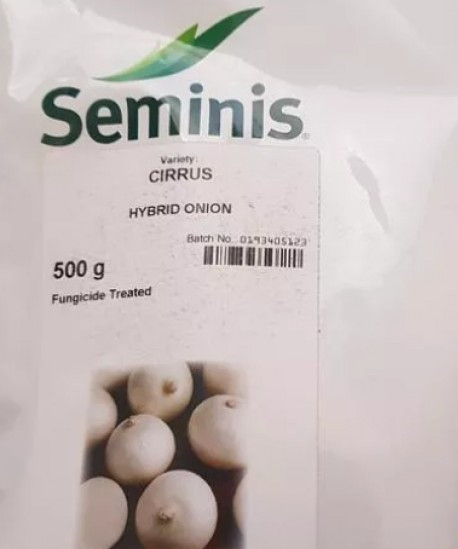 Seminis
Variety:
CIRRUS
HYBRID ONION
Batch No. 0193405123
500 g
Fungicide Treated